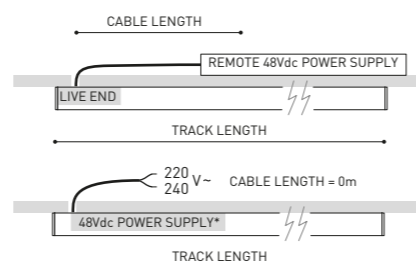 CABLE LENGTH
REMOTE 48Vdc POWER SUPPLY
LIVE END
TRACK LENGTH
220
240 V~ CABLE LENGTH = 0m
48Vdc POWER SUPPLY*
TRACK LENGTH